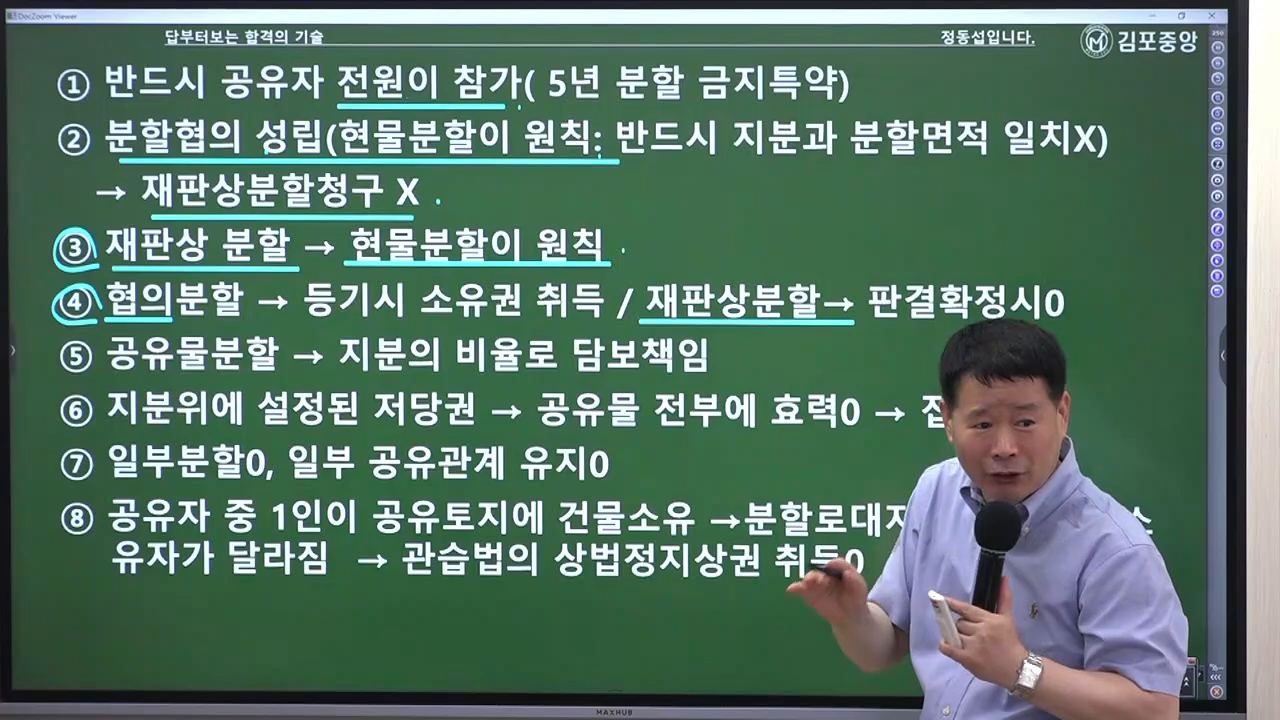 DocZoom Viewer
답부터보는 합격의 기술
정동섭입니다.
김포중앙
① 반드시 공유자 전원이 참가( 5년 분할 금지특약)
② 분할협의 성립(현물분할이 원칙: 반드시 지분과 분할면적 일치X)
→ 재판상분할청구 X
③ 재판상 분할 → 현물분할이 원칙
④ 협의분할 → 등기시 소유권 취득 / 재판상분할→ 판결확정시0
⑤ 공유물분할 → 지분의 비율로 담보책임
⑥ 지분위에 설정된 저당권 → 공유물 전부에 효력0 →
⑦ 일부분할0, 일부 공유관계 유지0
⑧ 공유자 중 1인이 공유토지에 건물소유 →분할로
유자가 달라짐 → 관습법의 상법정지상권 취득0
MAXHUB